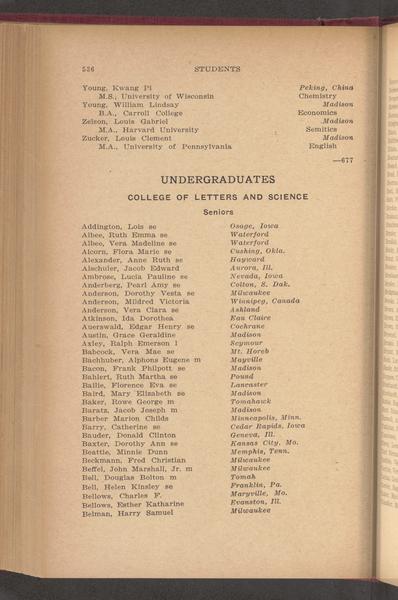 536 STUDENTS
Young, Kwang Pi Peking, China
M.S., University of Wisconsin Chemistry
Young, William Lindsay Madison
B.A., Carroll College Economics
Zelson, Louis Gabriel Madison
M.A., Harvard University Semitics
Zucker, Louis Clement Madison
M.A., University of Pennsylvania English
—677
UNDERGRADUATES
COLLEGE OF LETTERS AND SCIENCE
Seniors
Addington, Lois se Osage, Iowa
Albee, Ruth Emma se Waterford
Albee, Vera Madeline se Waterford
Alcorn, Flora Marie se Cushing, Okla.
Alexander, Anne Ruth se Hayward
Alschuler, Jacob Edward Aurora, Ill.
Ambrose, Lucia Pauline se Nevada, Iowa
Anderberg, Pearl Amy se Colton, S. Dak.
Anderson, Dorothy Vesta se Milwaukee
Anderson, Mildred Victoria Winnipeg, Canada
Anderson, Vera Clara se Ashland
Atkinson, Ida Dorothea Eau Claire
Auerswald, Edgar Henry se Cochrane
Austin, Grace Geraldine Madison
Axley, Ralph Emerson l Seymour
Babcock, Vera Mae se Mt. Horeb
Bachhuber, Alphons Eugene m Mayville
Bacon, Frank Philpott se Madison
Bahlert, Ruth Martha se Pound
Bailie, Florence Eva se Lancaster
Baird, Mary Elizabeth se Madison
Baker, Rowe George m Tomahawk
Baratz, Jacob Joseph m Madison
Barber Marion Childs Minneapolis, Minn.
Barry, Catherine se Cedar Rapids, Iowa
Bauder, Donald Clinton Geneva, Ill.
Baxter, Dorothy Ann se Kansas City, Mo.
Beattie, Minnie Dunn Memphis, Tenn.
Beckmann, Fred Christian Milwaukee
Beffel, John Marshall, Jr. m Milwaukee
Bell, Douglas Bolton m Tomah
Bell, Helen Kinsley se Franklin, Pa.
Bellows, Charles F. Maryville, Mo.
Bellows, Esther Katharine Evanston, Ill.
Belman, Harry Samuel Milwaukee